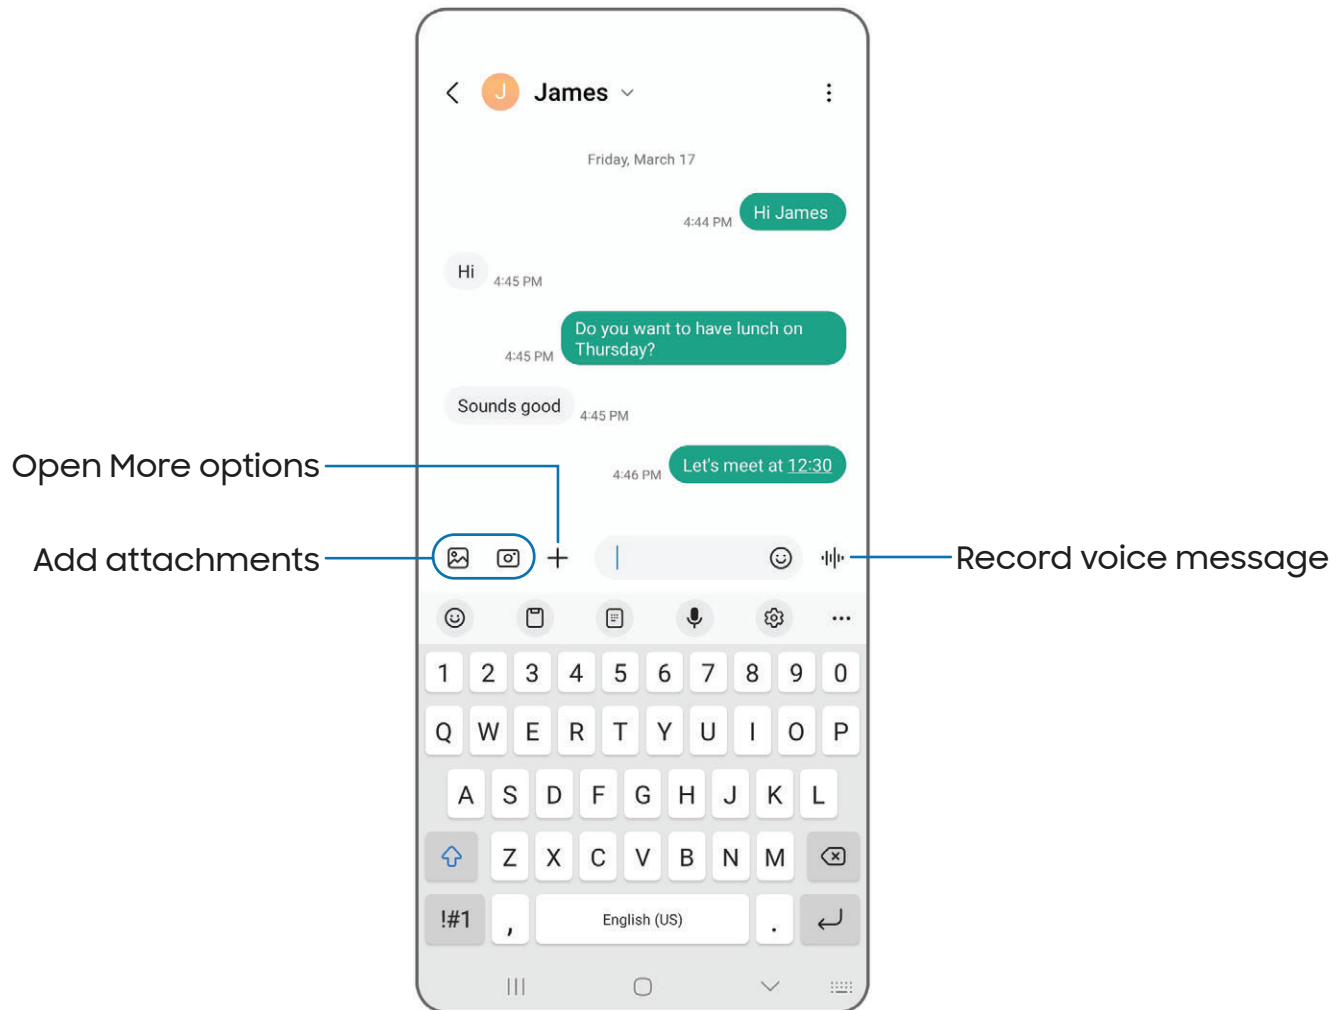 J James
Friday, March 17
4:44 PM Hi James
Hi 4:45 PM
Do you want to have lunch on
Thursday?
4:45 PM
Sounds good 4:45 PM
Open More options
4:46 PM Let's meet at 12:30
Add attachments
Record voice message
1 2 3 4 5 6 7 8 9 0
Q W E R T Y U I O P
A S D F G H J K L
Z X C V B N M
!#1 , English (US) .